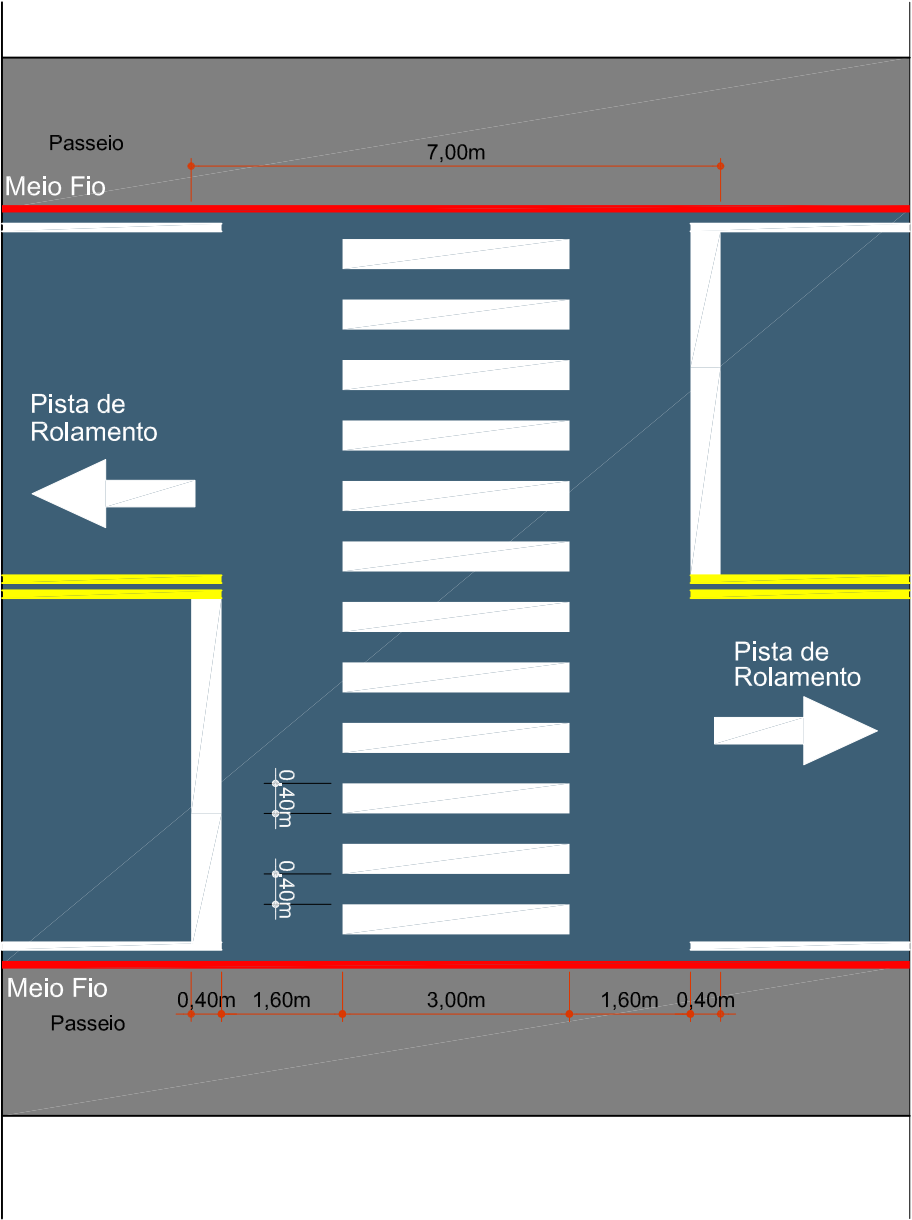 Passeio
7,00m
Meio Fio
Pista de
Rolamento
Pista de
Rolamento
0,40m
0,40m
Meio Fio
0,40m 1,60m 3,00m 1,60m 0,40m
Passeio